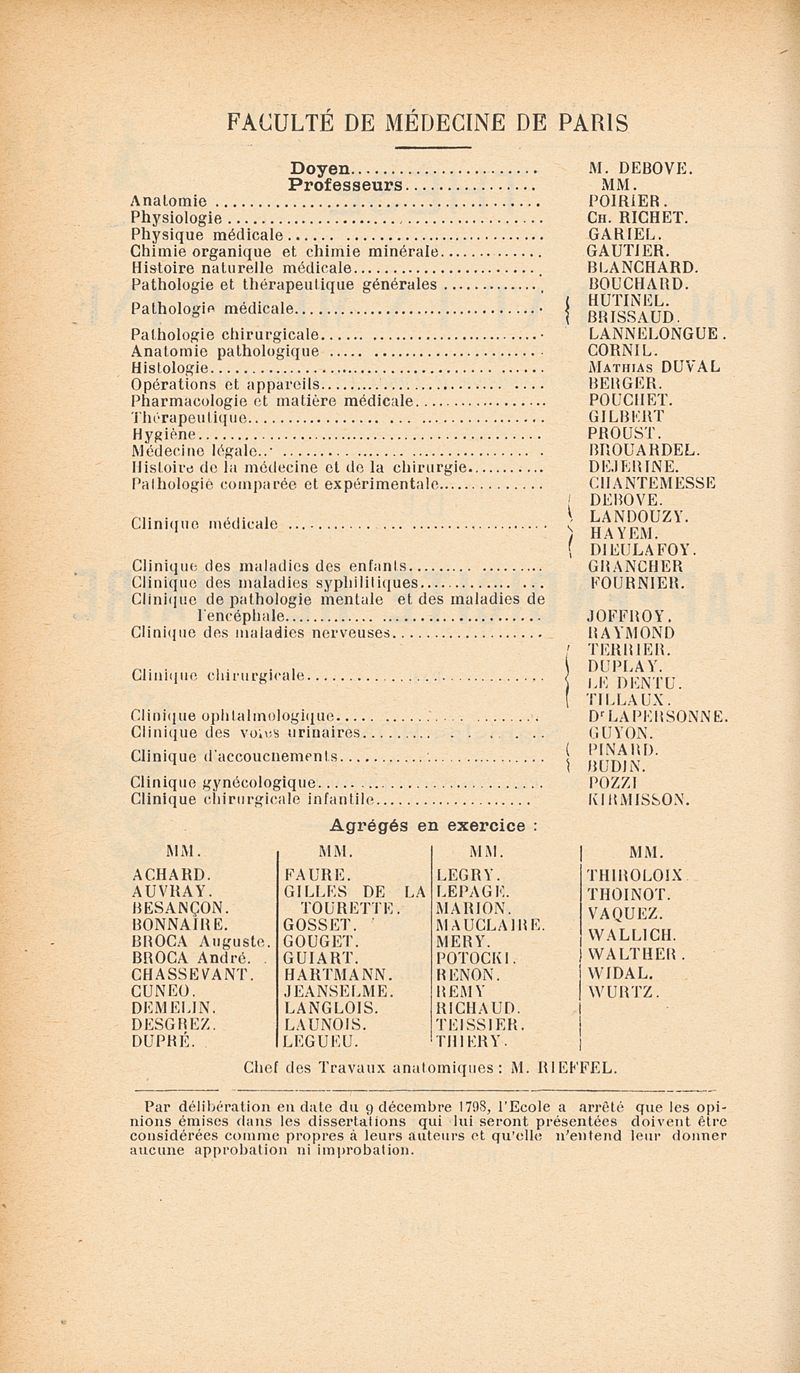 FACULTÉ DE MÉDECINE DE PARIS
Doyen....................... M. DEBOVE.
Professeurs................ MM.
Anatomie ....................................... POIRIER.
Physiologie ..................................... CH. RICHET.
Physique médicale............................... GARIEL.
Chimie organique et chimie minérale............. GAUTIER.
Histoire naturelle médicale...................... BLANCHARD.
Pathologie et thérapeutique générales ............. BOUCHARD.
Pathologie médicale............................. { HUTINEL.
BRISSAUD.
Pathologie chirurgicale........................... LANNELONGUE.
Anatomie pathologique .......................... CORNIL.
Histologie....................................... MATHIAS DUVAL
Opérations et appareils.......................... BERGER.
Pharmacologie et matière médicale................ POUCHET.
Thérapeutique................................... GILBERT
Hygiène......................................... PROUST.
Médecine légale.................................. BROUARDEL.
Histoire de la médecine et de la chirurgie.......... DEJERINE.
Pathologie comparée et expérimentale............. CHANTEMESSE
Clinique médicale ............................... { DEBOVE.
LANDOUZY.
HAYEM.
DIEULAFOY.
Clinique des maladies des enfants................. GRANCHER
Clinique des maladies syphilitiques................ FOURNIER.
Clinique de pathologie mentale et des maladies de
l'encéphale................................... JOFFROY.
Clinique des maladies nerveuses................... RAYMOND
Clinique chirurgicale............................. { TERRIER.
DUPLAY.
LE DENTU.
TILLAUX.
Clinique ophtalmologique......................... Dr LAPERSONNE.
Clinique des voies urinaires....................... GUYON.
Clinique d'accouchements......................... { PINARD.
BUDIN.
Clinique gynécologique........................... POZZI
Clinique chirurgicale infantile..................... KIRMISSON.
Agrégés en exercice :
MM.
ACHARD.
AUVRAY.
BESANÇON.
BONNAIRE.
BROCA Auguste.
BROCA André.
CHASSEVANT.
CUNEO.
DEMELIN.
DESGREZ.
DUPRÉ.
MM.
FAURE.
GILLES DE LA
TOURETTE.
GOSSET.
GOUGET.
GUIART.
HARTMANN.
JEANSELME.
LANGLOIS.
LAUNOIS.
LEGUEU.
MM.
LEGRY.
LEPAGE.
MARION.
MAUCLAIRE.
MERY.
POTOCKI.
RENON.
REMY
RICHAUD.
TEISSIER.
THIERY.
MM.
THIROLOIX
THOINOT.
VAQUEZ.
WALLICH.
WALTHER.
WIDAL.
WURTZ.
Chef des Travaux anatomiques : M. RIEFFEL.
Par délibération en date du 9 décembre 1798, l'Ecole a arrêté que les opi-
nions émises dans les dissertations qui lui seront présentées doivent être
considérées comme propres à leurs auteurs et qu'elle n'entend leur donner
aucune approbation ni improbation.